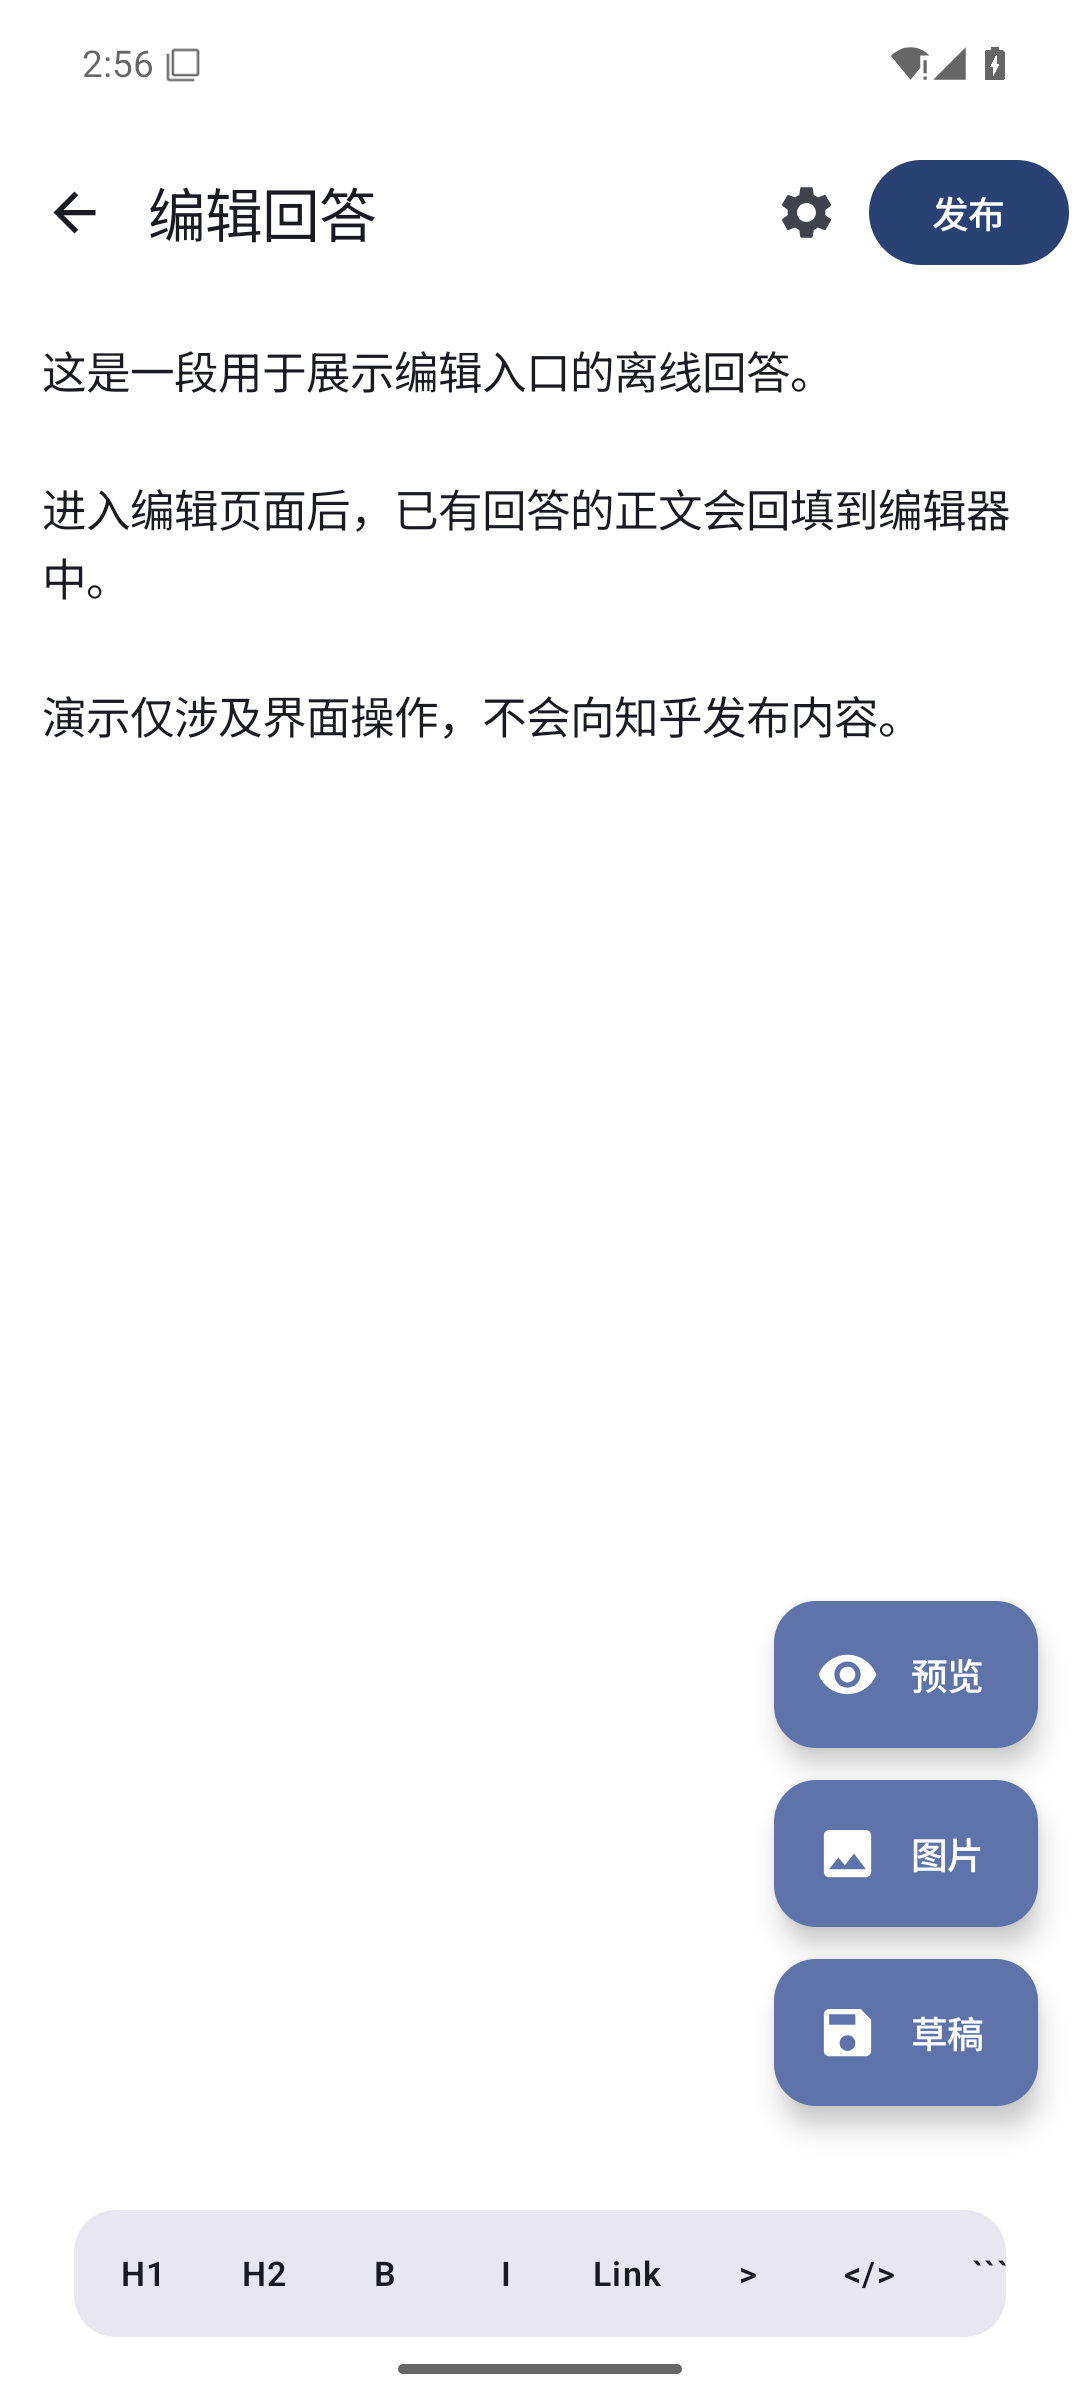 2:56
编辑回答
发布
这是一段用于展示编辑入口的离线回答。
进入编辑页面后，已有回答的正文会回填到编辑器
中。
演示仅涉及界面操作，不会向知乎发布内容。
预览
图片
草稿
H1 H2 B I Link > </> ```